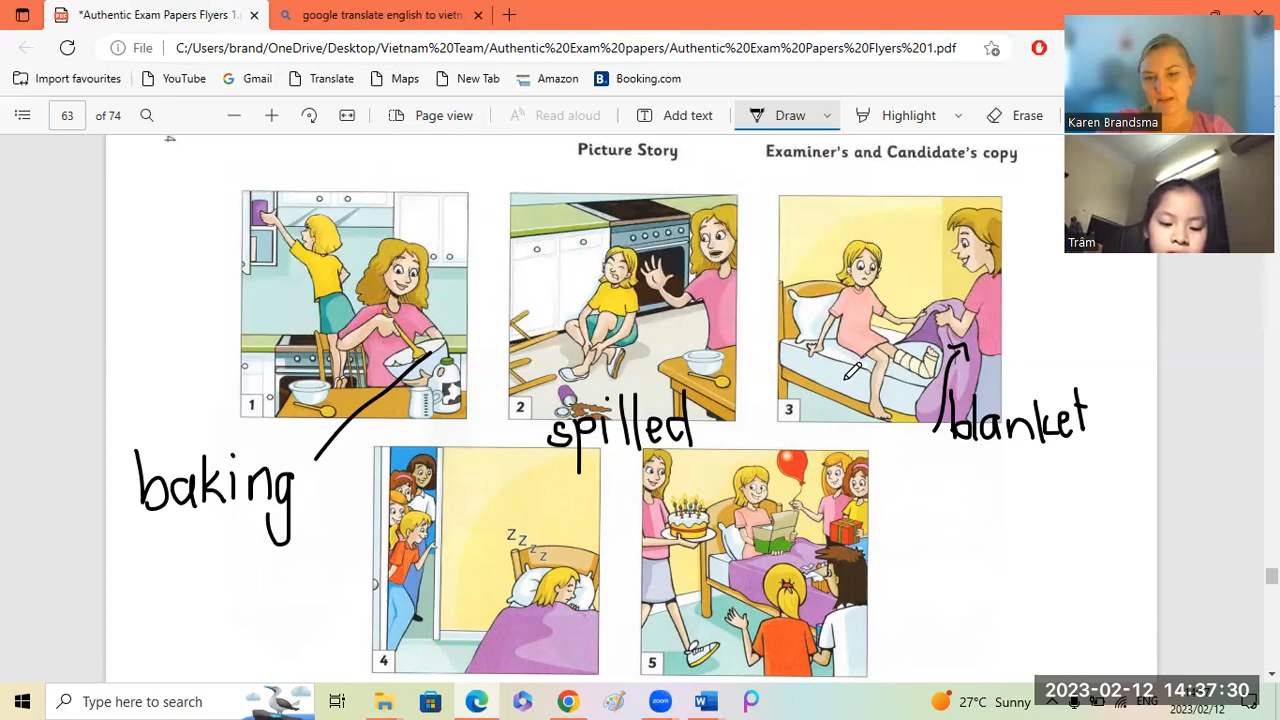 *Authentic Exam Papers Flyers 1.
google translate english to vietn
File
C:/Users/brand/OneDrive/Desktop/Vietnam%20Team/Authentic%20Exam%20papers/Authentic%20Exam%20Papers%20Flyers%201.pdf
Import favourites
YouTube
Gmail
Translate
Maps
New Tab
Amazon
Booking.com
63 of 74
Page view
Read aloud
Add text
Draw
Highlight
Erase
Karen Brandsma
Trâm
4
Picture Story
Examiner's and Candidate's copy
1
2
3
baking
spilled
blanket
Z Z Z Z
4
5
Type here to search
27°C Sunny
2023-02-12 14:37:30
2023/02/12